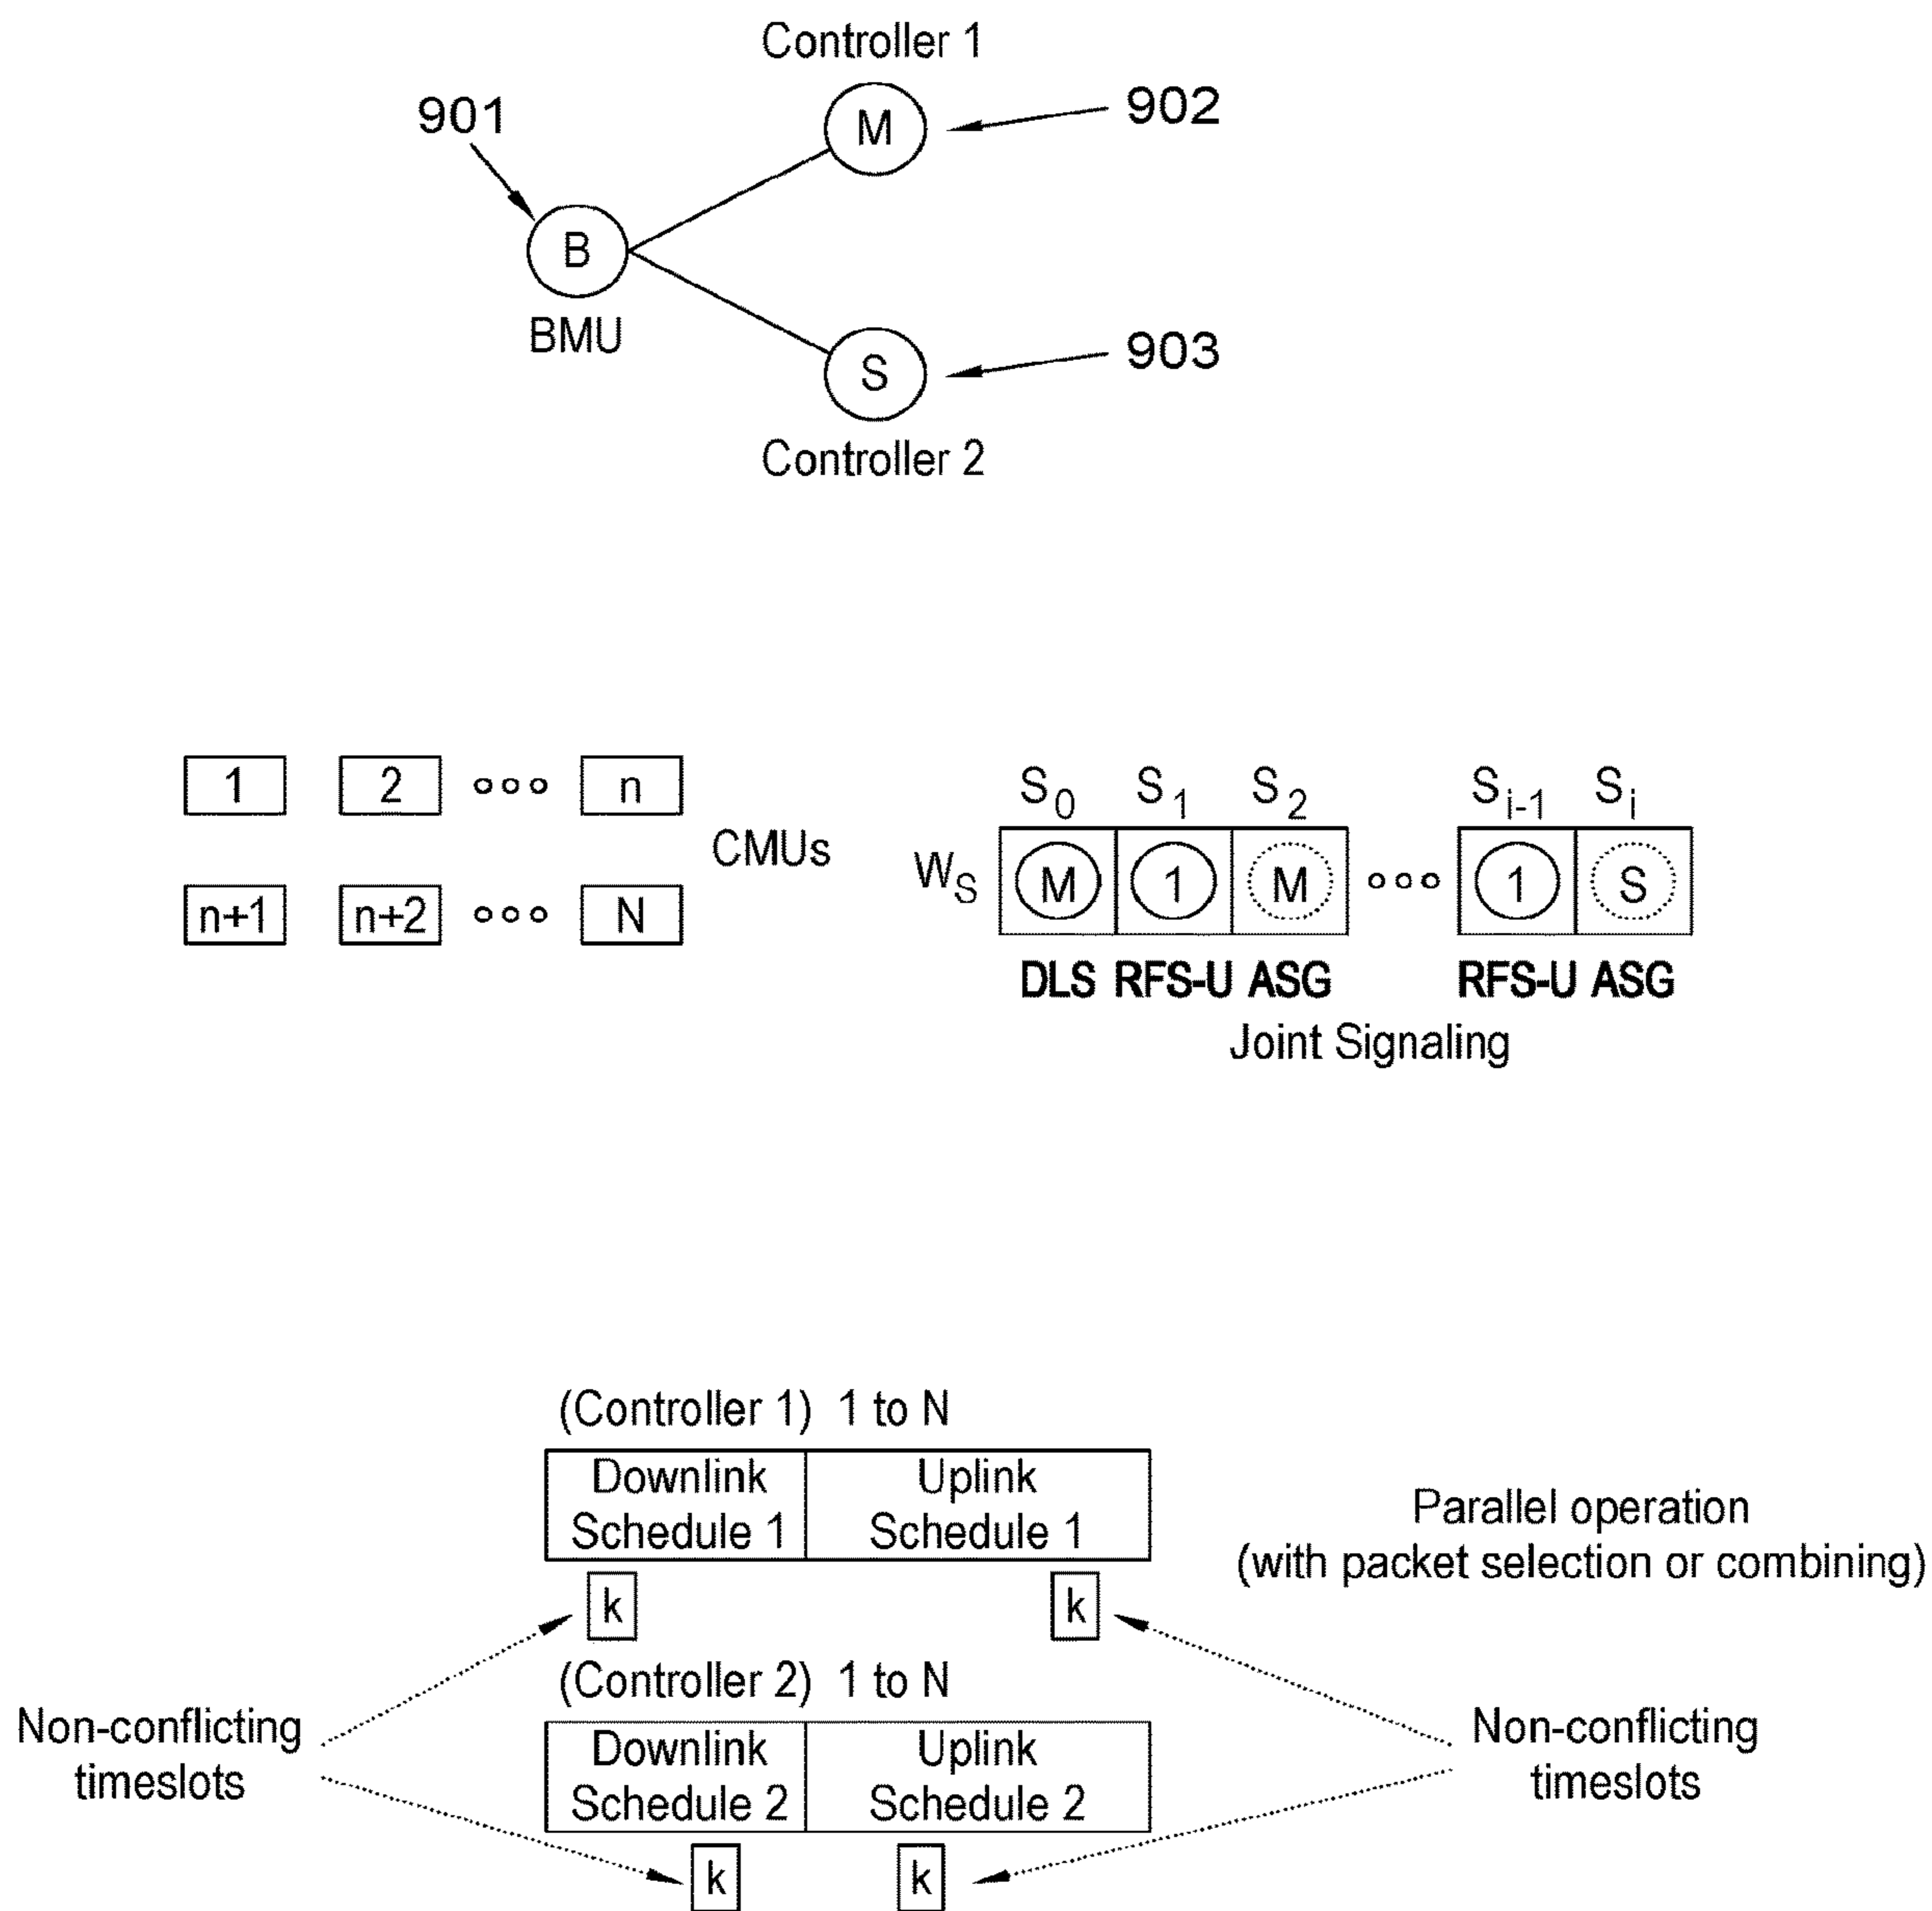 Controller 1
901
M
902
B
BMU
S
903
Controller 2
1 2 n
CMUs
n+1 n+2 N
S0 S1 S2 Si-1 Si
WS M 1 M 1 S
DLS RFS-U ASG RFS-U ASG
Joint Signaling
(Controller 1) 1 to N
Downlink Schedule 1
Uplink Schedule 1
Parallel operation
(with packet selection or combining)
k k
(Controller 2) 1 to N
Non-conflicting
timeslots
Downlink Schedule 2
Uplink Schedule 2
Non-conflicting
timeslots
k k